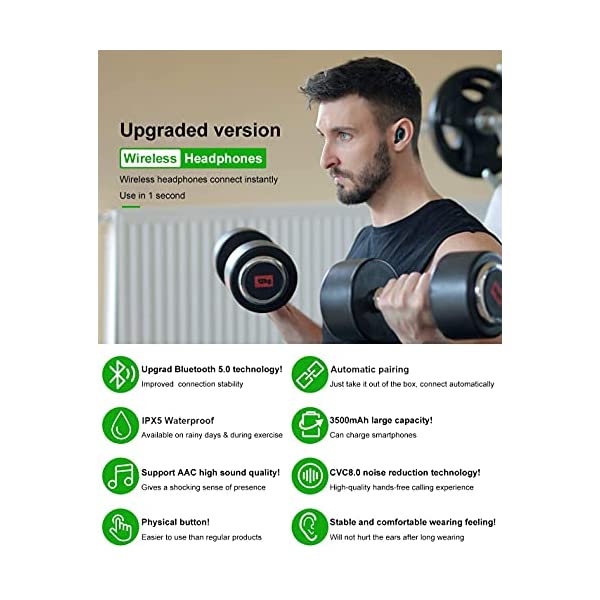 Upgraded version
Wireless Headphones
Wireless headphones connect instantly
Use in 1 second
Upgrad Bluetooth 5.0 technology!
Improved connection stability
Automatic pairing
Just take it out of the box, connect automatically
IPX5 Waterproof
Available on rainy days & during exercise
3500mAh large capacity!
Can charge smartphones
Support AAC high sound quality!
Gives a shocking sense of presence
CVC8.0 noise reduction technology!
High-quality hands-free calling experience
Physical button!
Easier to use than regular products
Stable and comfortable wearing feeling!
Will not hurt the ears after long wearing